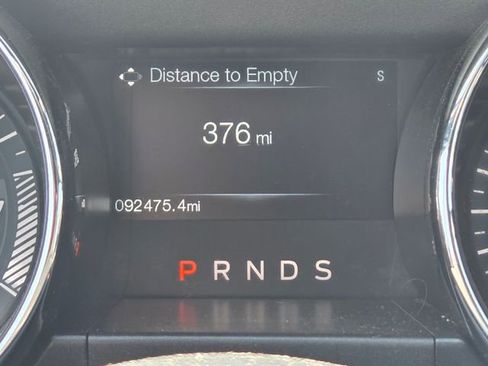 Distance to Empty S
376 mi
092475.4mi
P R N D S